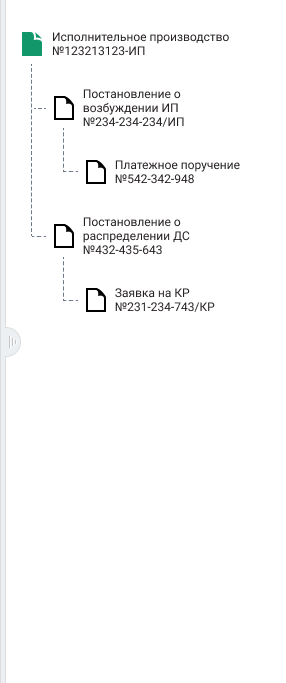 Исполнительное производство
№123213123-ИП
Постановление о
возбуждении ИП
№234-234-234/ИП
Платежное поручение
№542-342-948
Постановление о
распределении ДС
№432-435-643
Заявка на КР
№231-234-743/КР